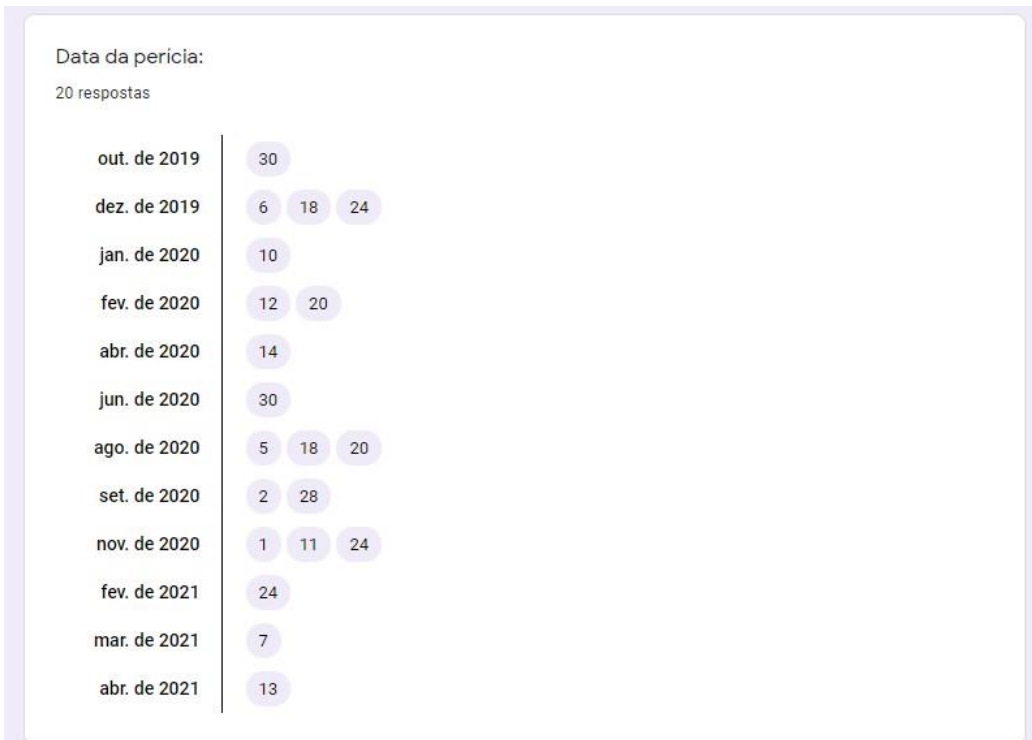 Data da perícia:
20 respostas
out. de 2019 30
dez. de 2019 6 18 24
jan. de 2020 10
fev. de 2020 12 20
abr. de 2020 14
jun. de 2020 30
ago. de 2020 5 18 20
set. de 2020 2 28
nov. de 2020 1 11 24
fev. de 2021 24
mar. de 2021 7
abr. de 2021 13